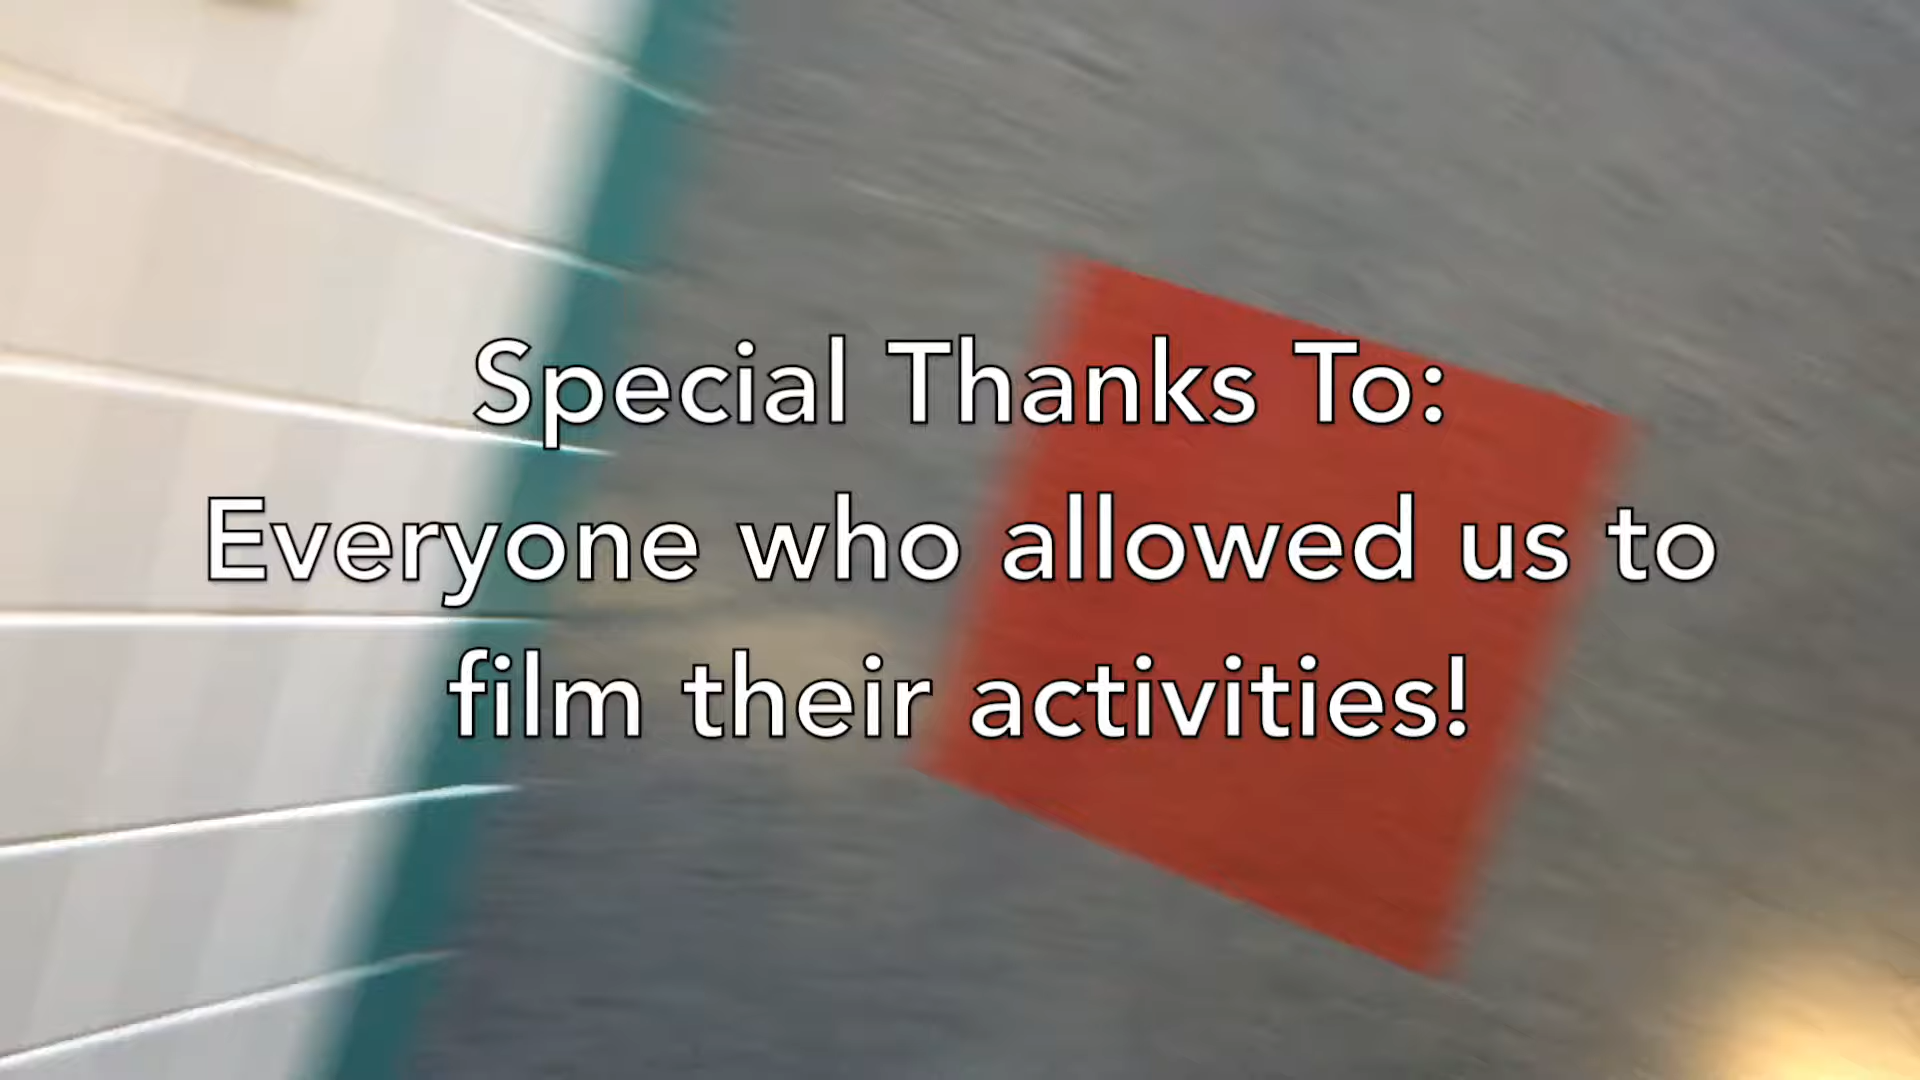 Special Thanks To:
Everyone who allowed us to
film their activities!